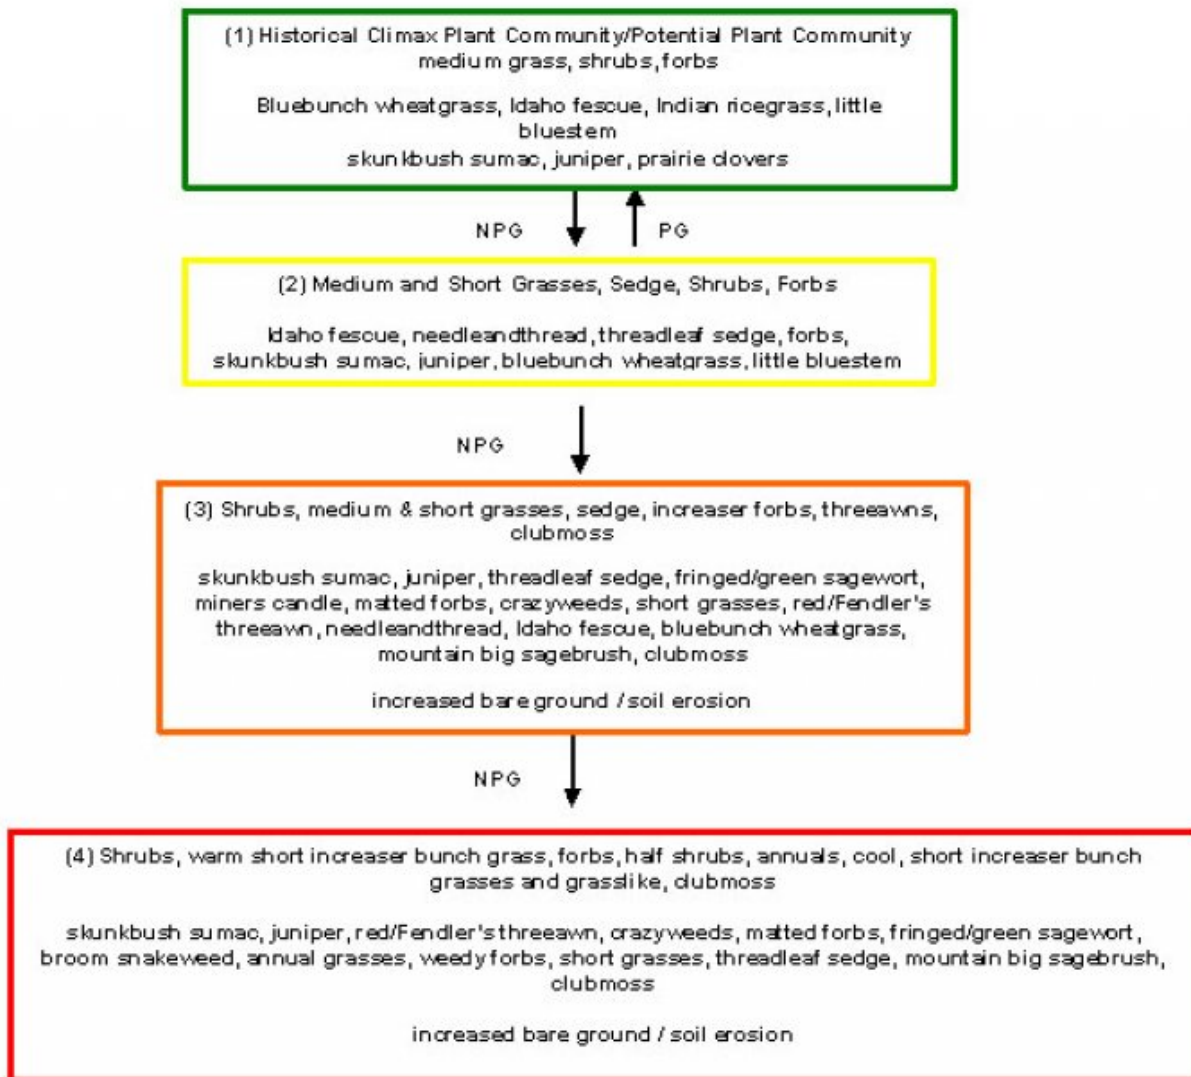 (1) Historical Climax Plant Community/Potential Plant Community
medium grass, shrubs, forbs
Bluebunch wheatgrass, Idaho fescue, Indian ricegrass, little
bluestem
skunkbush sumac, juniper, prairie clovers
NPG PG
(2) Medium and Short Grasses, Sedge, Shrubs, Forbs
Idaho fescue, needleandthread, threadleaf sedge, forbs,
skunkbush sumac, juniper, bluebunch wheatgrass, little bluestem
NPG
(3) Shrubs, medium & short grasses, sedge, increaser forbs, threeawns,
clubmoss
skunkbush sumac, juniper, threadleaf sedge, fringed/green sagewort,
miners candle, matted forbs, crazyweeds, short grasses, red/Fendler's
threeawn, needleandthread, Idaho fescue, bluebunch wheatgrass,
mountain big sagebrush, clubmoss
increased bare ground / soil erosion
NPG
(4) Shrubs, warm short increaser bunch grass, forbs, half shrubs, annuals, cool, short increaser bunch
grasses and grasslike, clubmoss
skunkbush sumac, juniper, red/Fendler's threeawn, crazyweeds, matted forbs, fringed/green sagewort,
broom snakeweed, annual grasses, weedy forbs, short grasses, threadleaf sedge, mountain big sagebrush,
clubmoss
increased bare ground / soil erosion